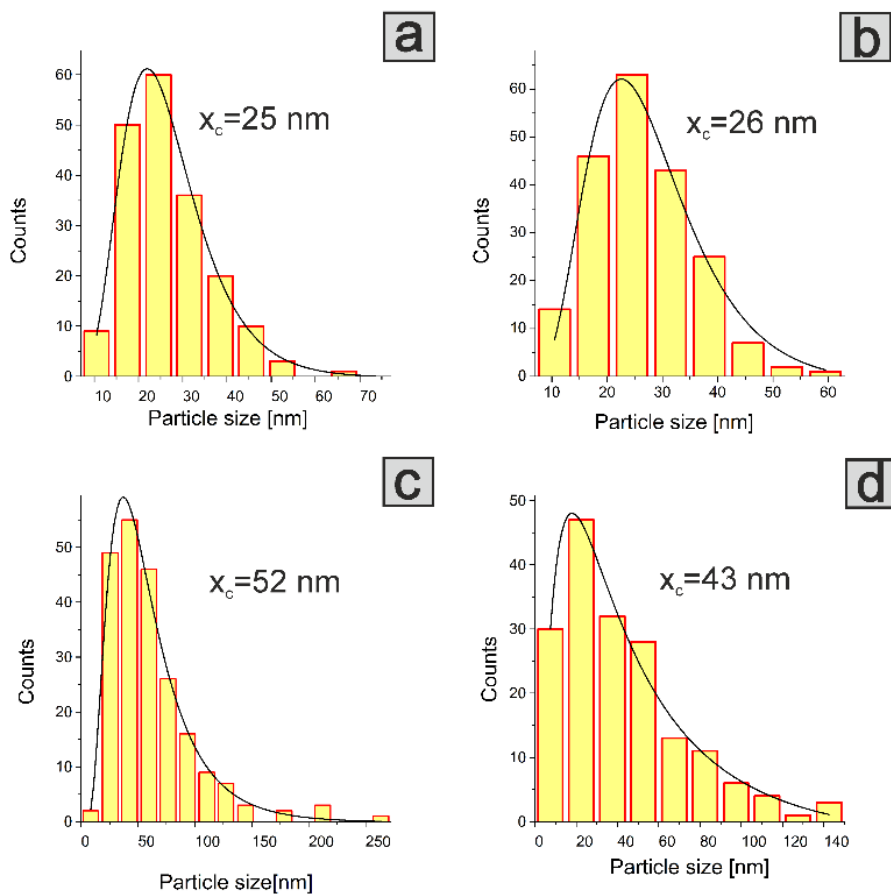 a
x_c=25 nm
Counts
60
50
40
30
20
10
0
10 20 30 40 50 60 70
Particle size [nm]
b
x_c=26 nm
Counts
60
50
40
30
20
10
0
10 20 30 40 50 60
Particle size [nm]
c
x_c=52 nm
Counts
50
40
30
20
10
0
0 50 100 150 200 250
Particle size[nm]
d
x_c=43 nm
Counts
50
40
30
20
10
0
0 20 40 60 80 100 120 140
Particle size [nm]